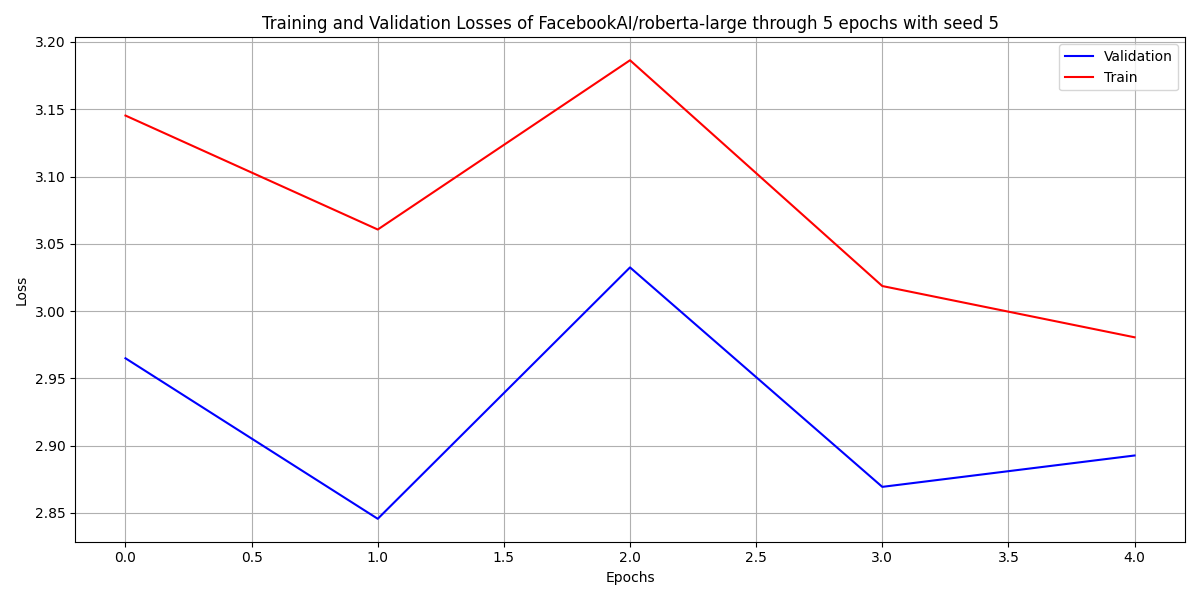 Training and Validation Losses of FacebookAI/roberta-large through 5 epochs with seed 5
Validation
Train
3.20
3.15
3.10
3.05
3.00
2.95
2.90
2.85
Loss
0.0 0.5 1.0 1.5 2.0 2.5 3.0 3.5 4.0
Epochs